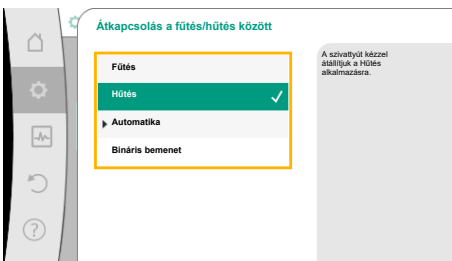 Átkapcsolás a fűtés/hűtés között
Fűtés
Hűtés
Automatika
Bináris bemenet
A szivattyút kézzel
átállítjuk a Hűtés
alkalmazásra.
?